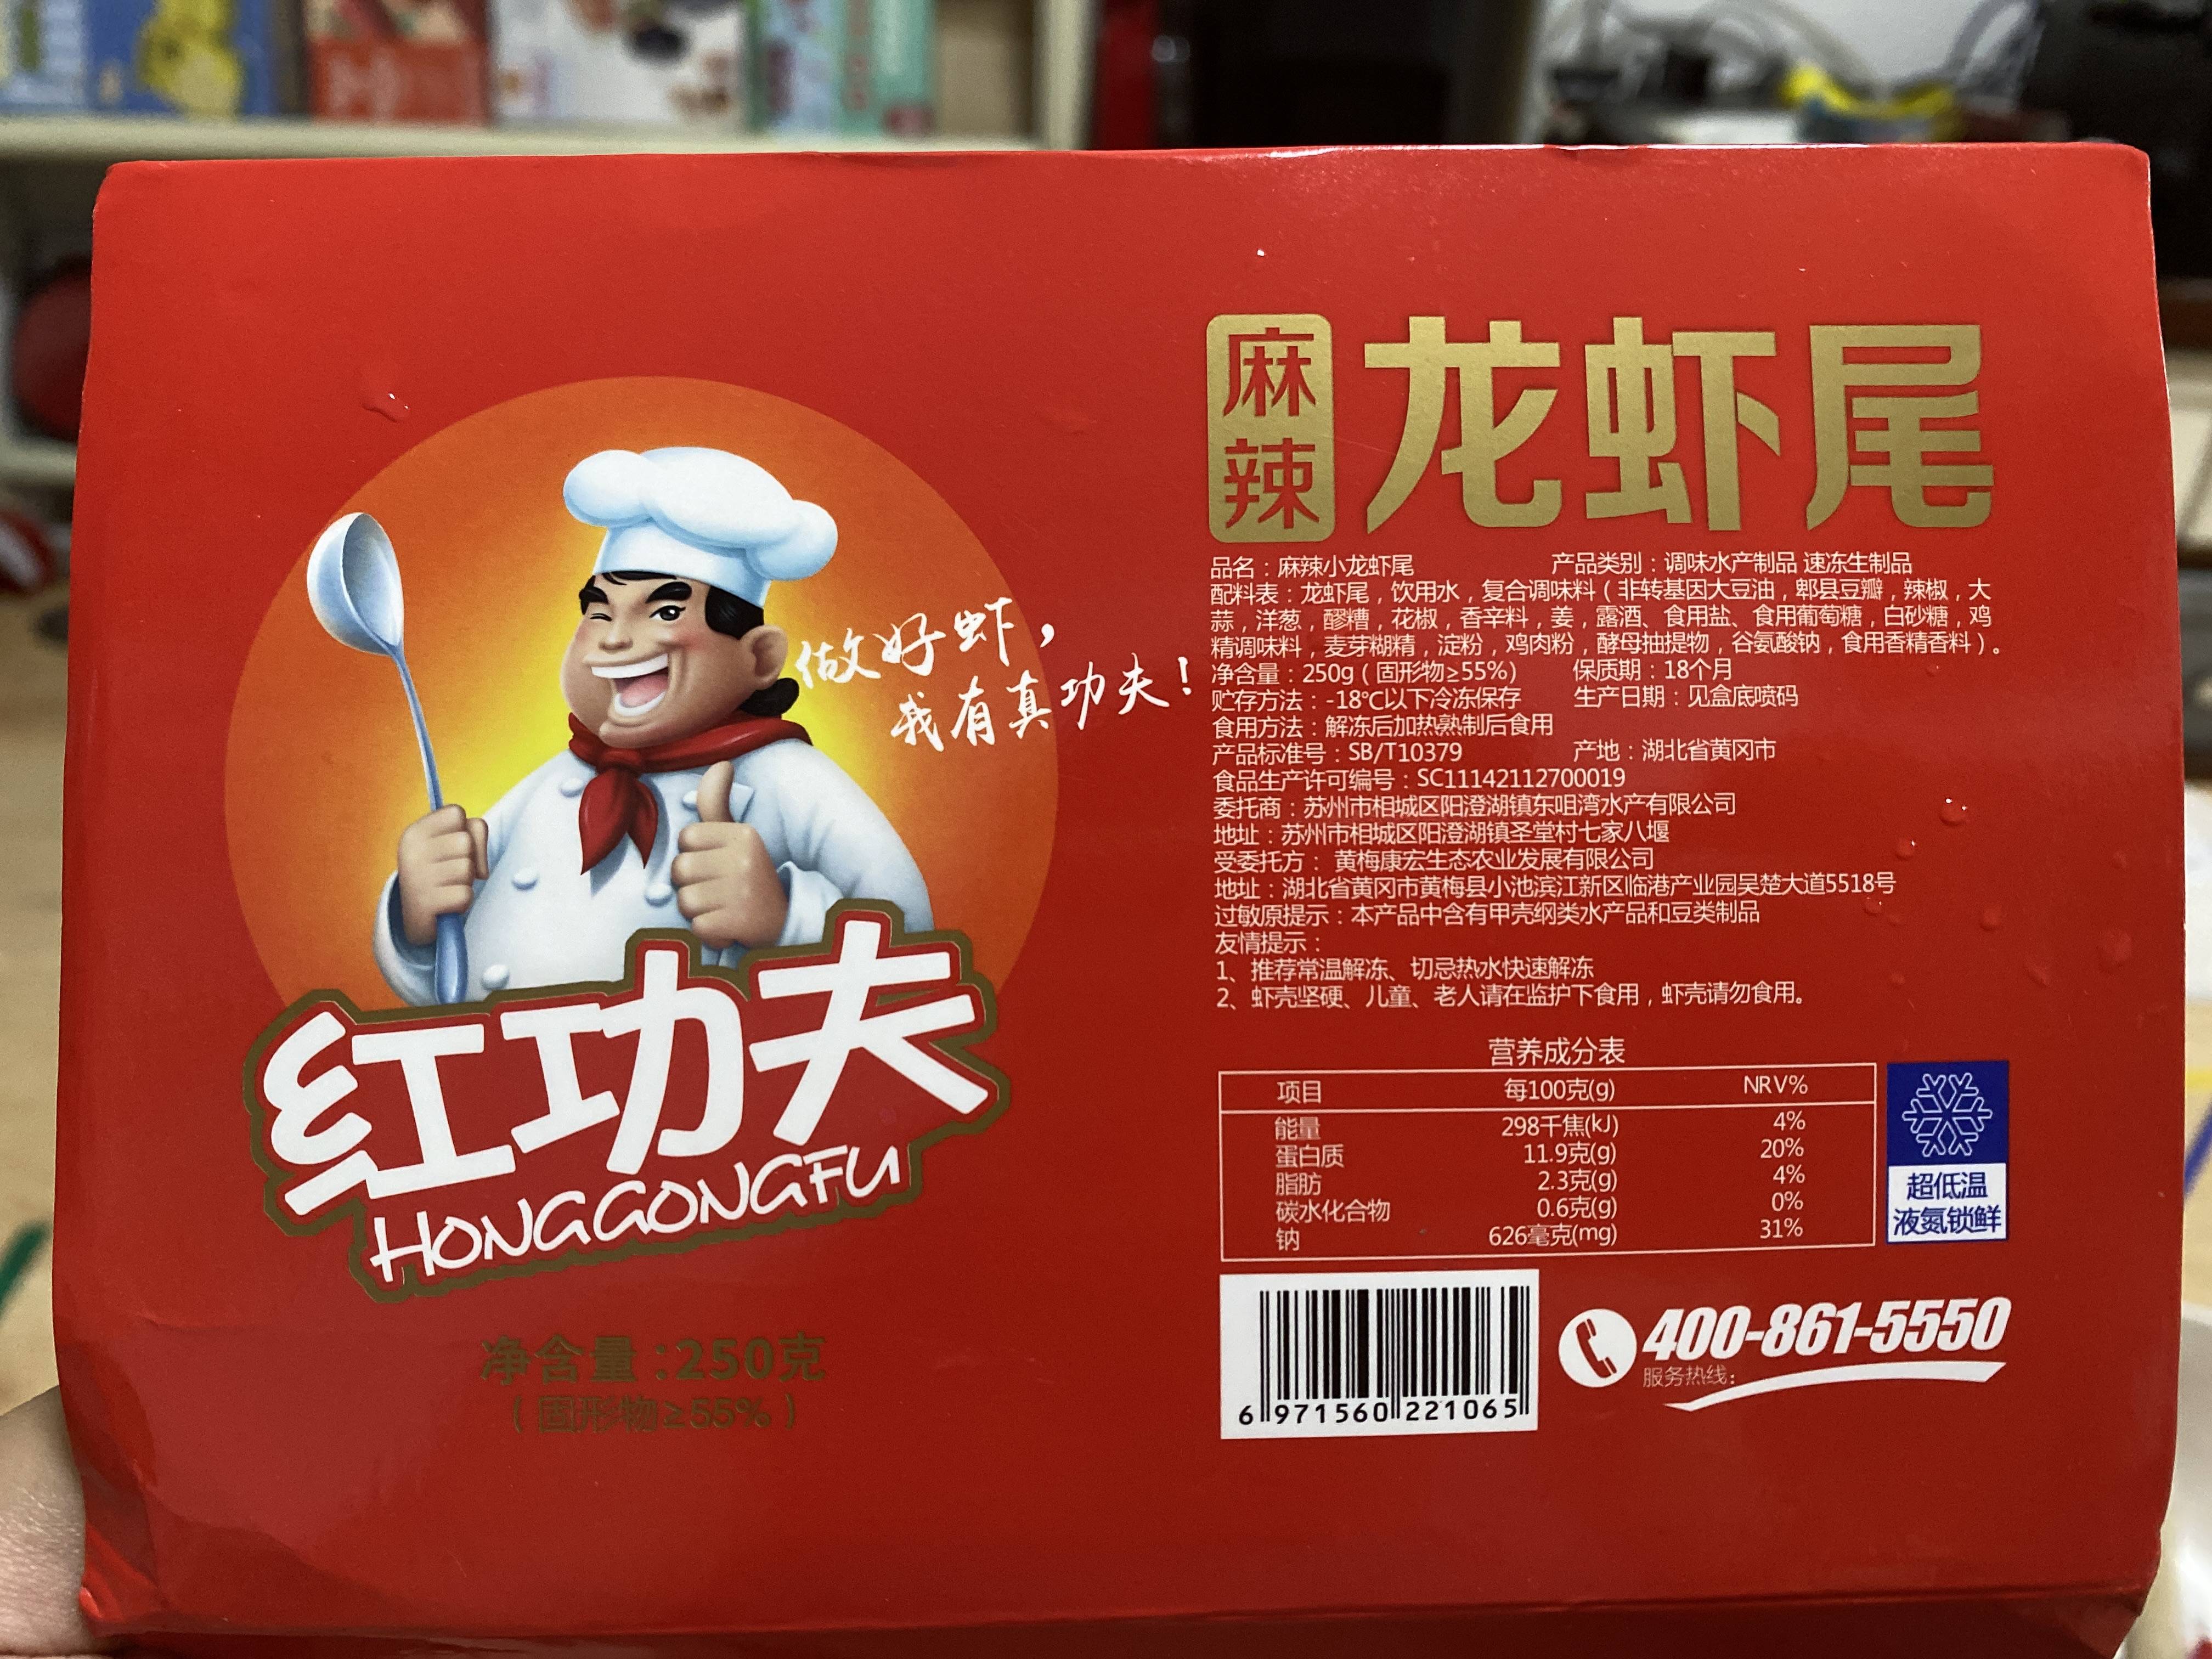 做好虾，
我有真功夫！
红功夫
HONGGONGFU
净含量:250克
（固形物≥55%）
麻辣
龙虾尾
品名：麻辣小龙虾尾 产品类别：调味水产制品 速冻生制品
配料表：龙虾尾，饮用水，复合调味料（非转基因大豆油，郫县豆瓣，辣椒，大
蒜，洋葱，醪糟，花椒，香辛料，姜，露酒、食用盐、食用葡萄糖，白砂糖，鸡
精调味料，麦芽糊精，淀粉，鸡肉粉，酵母抽提物，谷氨酸钠，食用香精香料）。
净含量：250g（固形物≥55%） 保质期：18个月
贮存方法：-18℃以下冷冻保存 生产日期：见盒底喷码
食用方法：解冻后加热熟制后食用
产品标准号：SB/T10379 产地：湖北省黄冈市
食品生产许可编号：SC11142112700019
委托商：苏州市相城区阳澄湖镇东咀湾水产有限公司
地址：苏州市相城区阳澄湖镇圣堂村七家八堰
受委托方： 黄梅康宏生态农业发展有限公司
地址：湖北省黄冈市黄梅县小池滨江新区临港产业园吴楚大道5518号
过敏原提示：本产品中含有甲壳纲类水产品和豆类制品
友情提示：
1、推荐常温解冻、切忌热水快速解冻
2、虾壳坚硬、儿童、老人请在监护下食用，虾壳请勿食用。
营养成分表
项目 每100克(g) NRV%
能量 298千焦(kJ) 4%
蛋白质 11.9克(g) 20%
脂肪 2.3克(g) 4%
碳水化合物 0.6克(g) 0%
钠 626毫克(mg) 31%
超低温
液氮锁鲜
6 971560 221065
400-861-5550
服务热线：